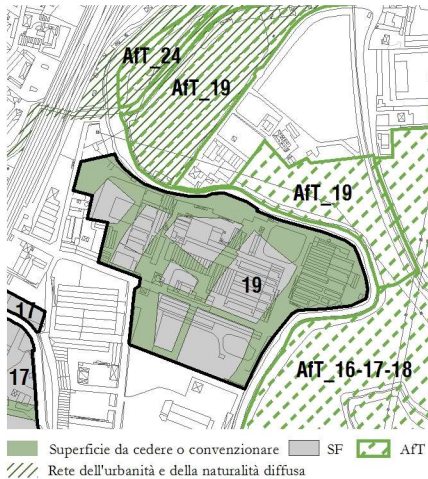 AfT_24
AfT_19
AfT_19
19
11
17
AfT_16-17-18
Superficie da cedere o convenzionare SF AfT
Rete dell'urbanità e della naturalità diffusa